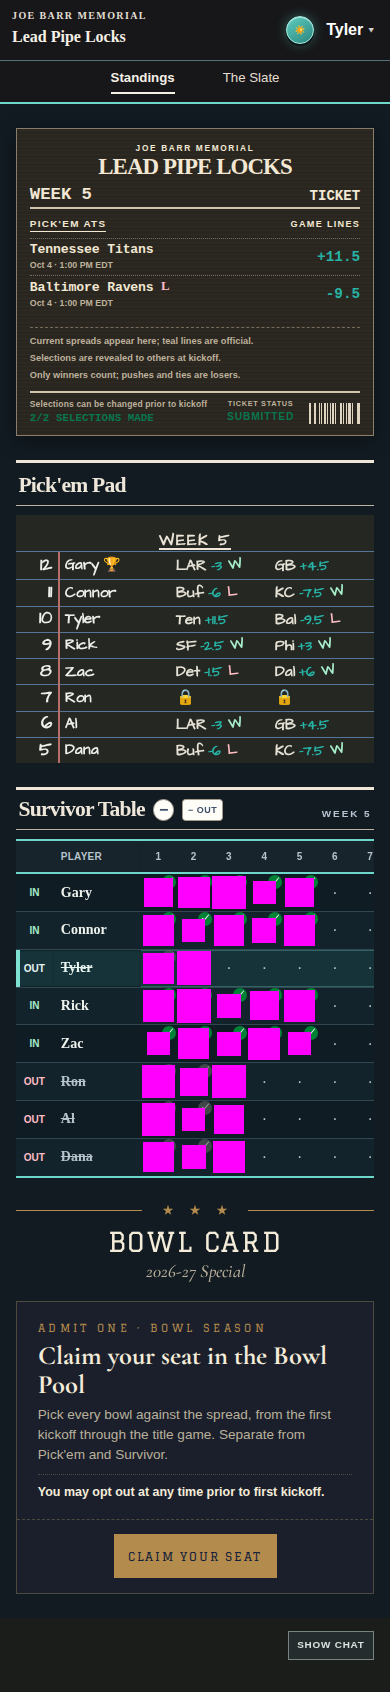 JOE BARR MEMORIAL
Lead Pipe Locks
Tyler
Standings The Slate
JOE BARR MEMORIAL
LEAD PIPE LOCKS
WEEK 5 TICKET
PICK'EM ATS GAME LINES
Tennessee Titans +11.5
Oct 4 · 1:00 PM EDT
Baltimore Ravens L -9.5
Oct 4 · 1:00 PM EDT
Current spreads appear here; teal lines are official.
Selections are revealed to others at kickoff.
Only winners count; pushes and ties are losers.
Selections can be changed prior to kickoff TICKET STATUS
2/2 SELECTIONS MADE SUBMITTED
Pick'em Pad
WEEK 5
12 Gary LAR -3 W GB +4.5
11 Connor Buf -6 L KC -7.5 W
10 Tyler Ten +11.5 Bal -9.5 L
9 Rick SF -2.5 W Phi +3 W
8 Zac Det -1.5 L Dal +6 W
7 Ron
6 Al LAR -3 W GB +4.5
5 Dana Buf -6 L KC -7.5 W
Survivor Table − − OUT WEEK 5
PLAYER 1 2 3 4 5 6 7
IN Gary
IN Connor
OUT Tyler
IN Rick
IN Zac
OUT Ron
OUT Al
OUT Dana
BOWL CARD
2026-27 Special
ADMIT ONE · BOWL SEASON
Claim your seat in the Bowl
Pool
Pick every bowl against the spread, from the first
kickoff through the title game. Separate from
Pick'em and Survivor.
You may opt out at any time prior to first kickoff.
CLAIM YOUR SEAT
SHOW CHAT